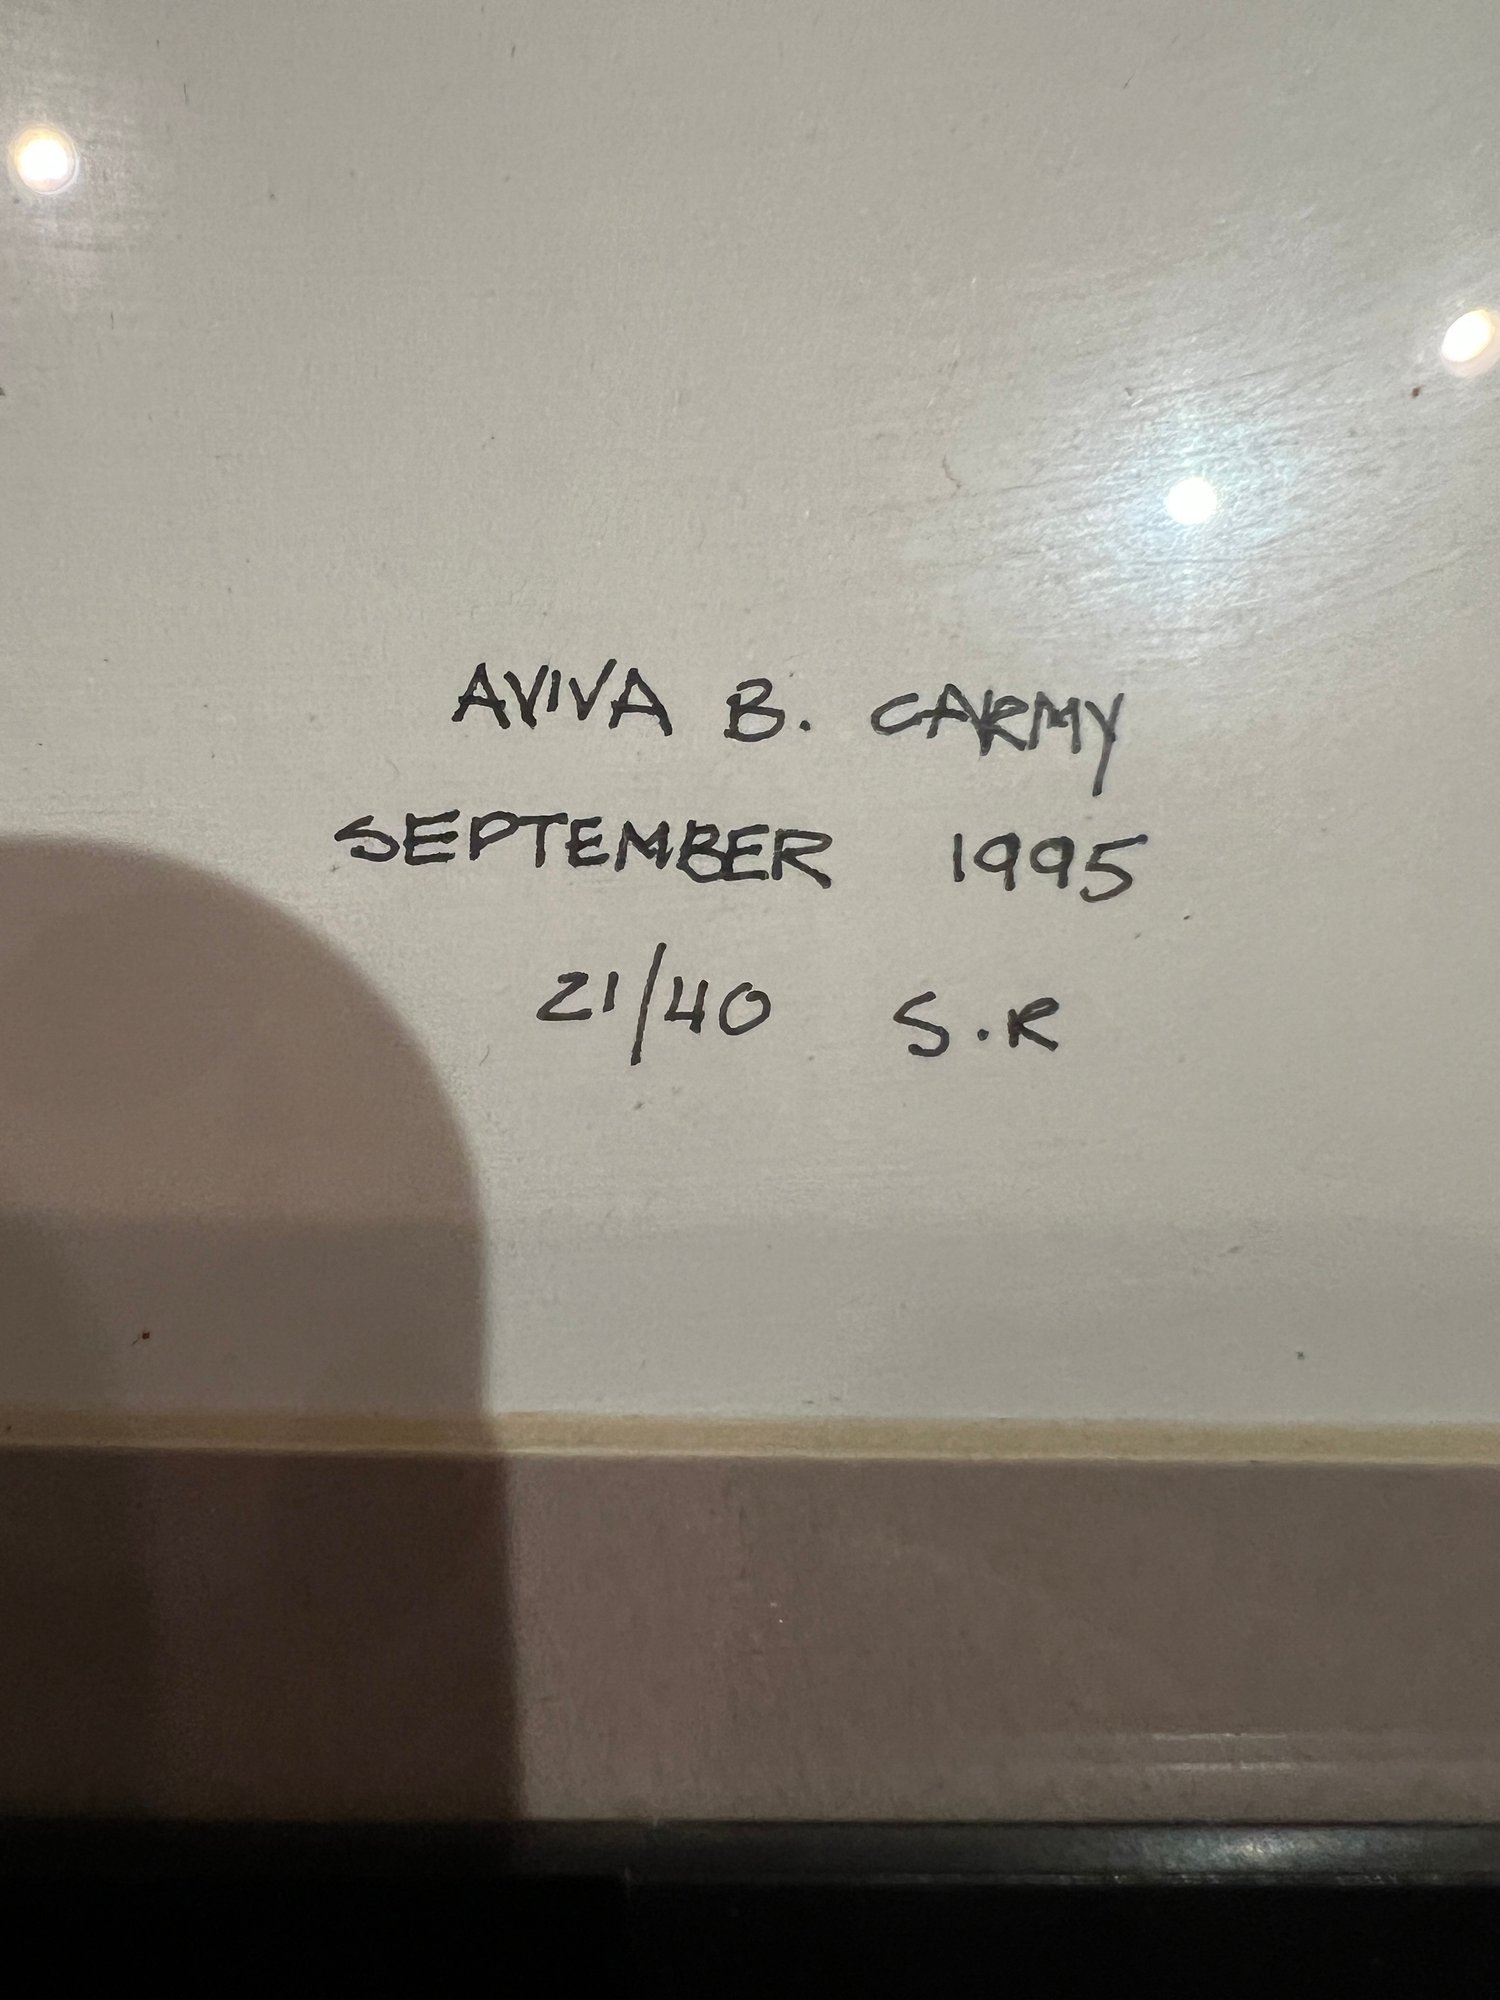 AVIVA B. CARMY
SEPTEMBER 1995
21/40 S.R